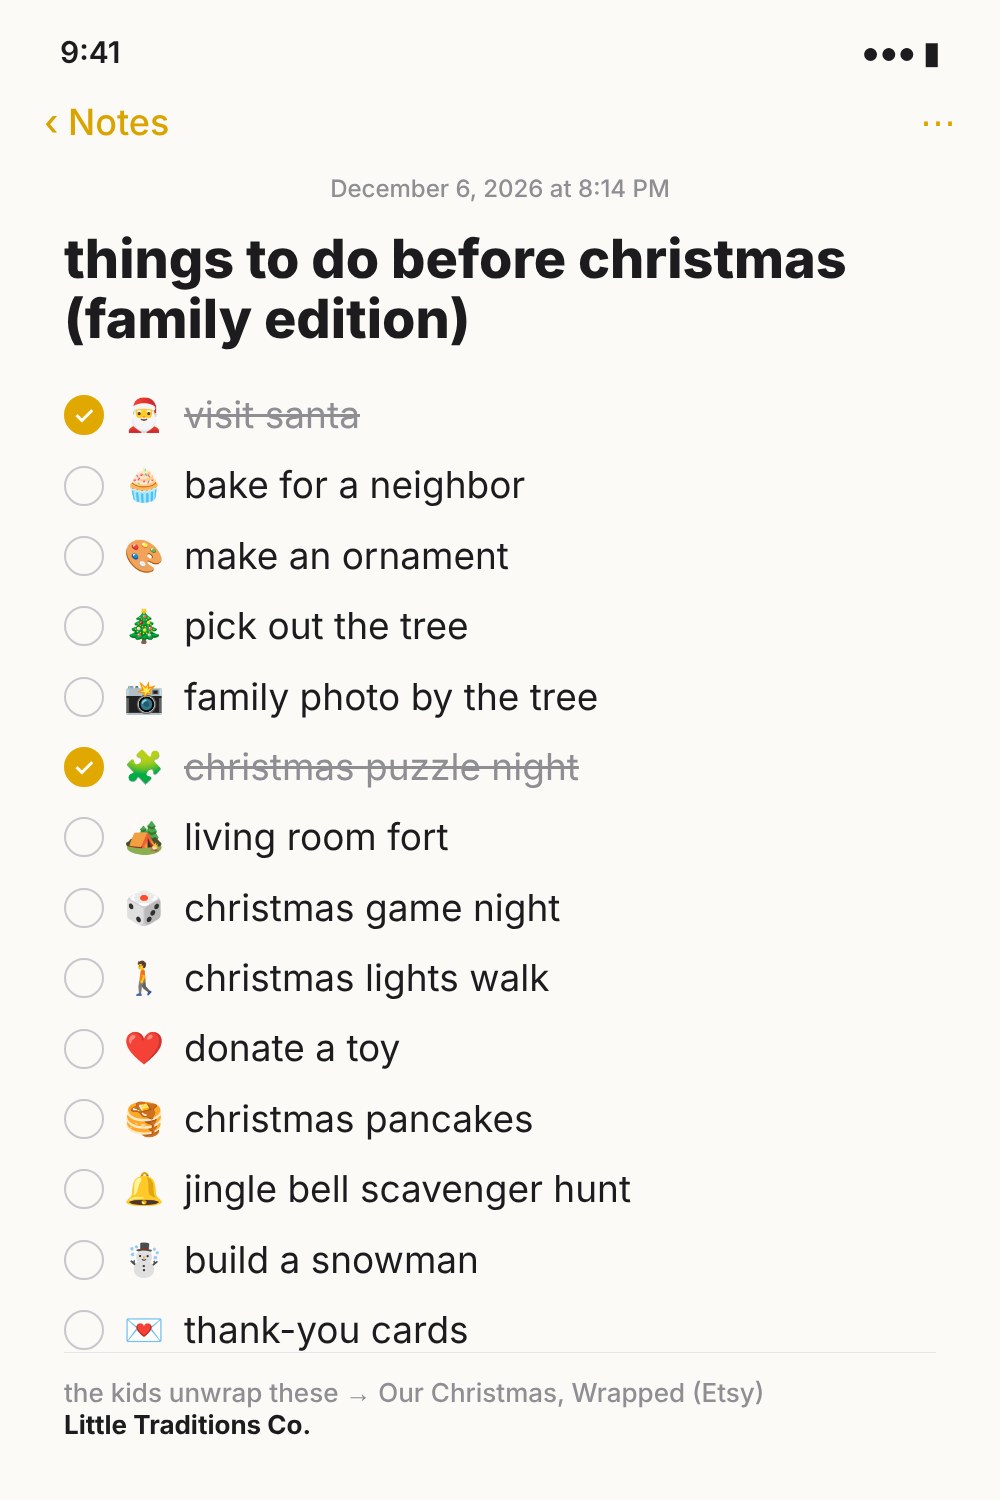 9:41
‹ Notes
...
December 6, 2026 at 8:14 PM
things to do before christmas
(family edition)
visit santa
bake for a neighbor
make an ornament
pick out the tree
family photo by the tree
christmas puzzle night
living room fort
christmas game night
christmas lights walk
donate a toy
christmas pancakes
jingle bell scavenger hunt
build a snowman
thank-you cards
the kids unwrap these → Our Christmas, Wrapped (Etsy)
Little Traditions Co.